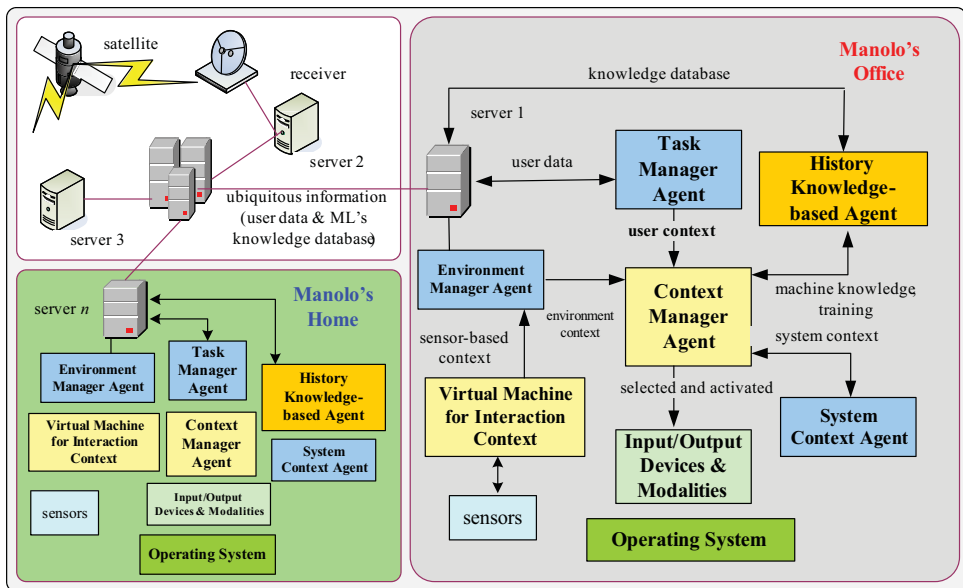 satellite
receiver
server 2
server 3
ubiquitous information
(user data & ML's
knowledge database)
Manolo's
Office
knowledge database
server 1
user data
Task
Manager
Agent
History
Knowledge-
based Agent
user context
Environment
Manager Agent
environment
context
Context
Manager
Agent
machine knowledge,
training
system context
sensor-based
context
selected and activated
Virtual Machine
for Interaction
Context
Input/Output
Devices &
Modalities
System
Context Agent
sensors
Operating System
server n
Manolo's
Home
Environment
Manager Agent
Task
Manager
Agent
History
Knowledge-
based Agent
Virtual Machine
for Interaction
Context
Context
Manager
Agent
System
Context Agent
sensors
Input/Output
Devices & Modalities
Operating System